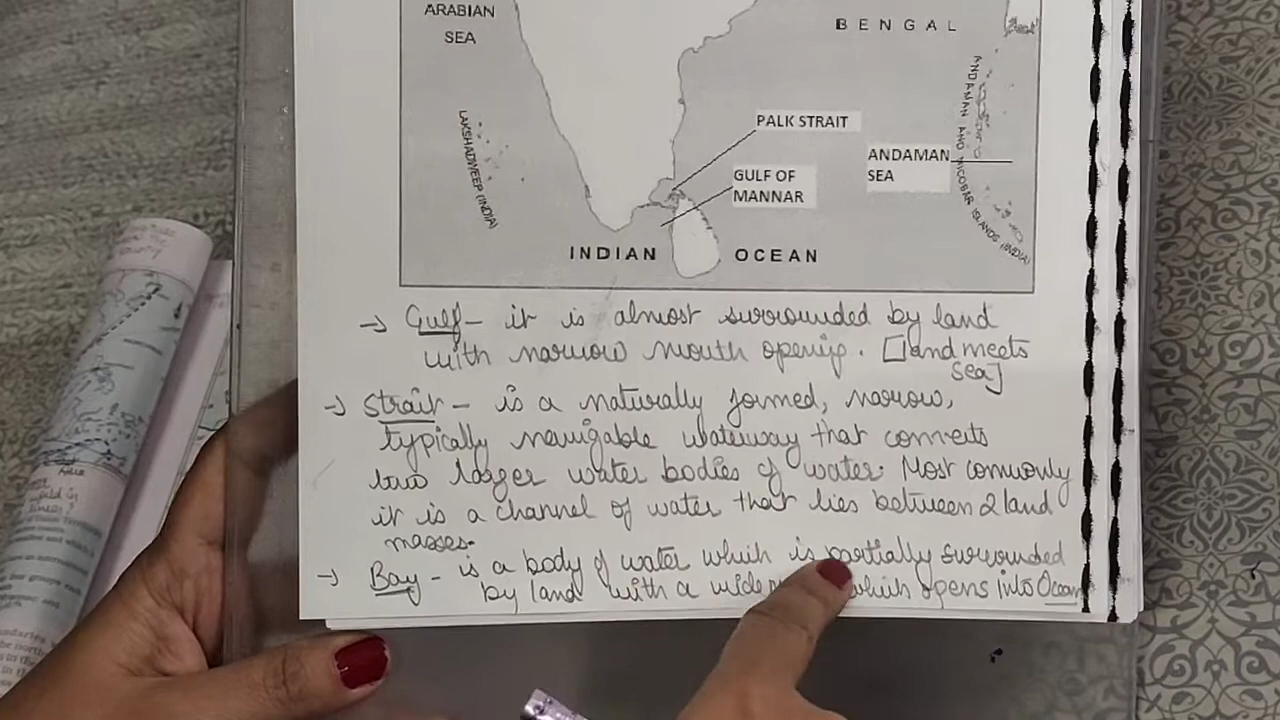 ARABIAN
SEA
BENGAL
LAKSHADWEEP (INDIA)
ANDAMAN AND NICOBAR ISLANDS (INDIA)
PALK STRAIT
ANDAMAN
SEA
GULF OF
MANNAR
INDIAN OCEAN
→ Gulf - it is almost surrounded by land
with narrow mouth opening. [land meets
sea]
→ Strait - is a naturally formed, narrow,
typically navigable waterway that connects
two larger water bodies of water. Most commonly
it is a channel of water that lies between 2 land
masses.
→ Bay - is a body of water which is partially surrounded
by land with a wide which opens into Ocean